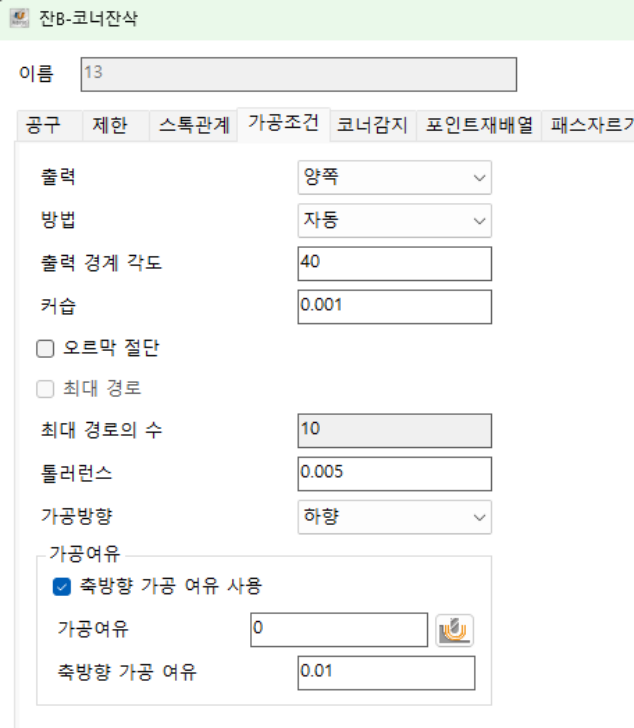 잔B-코너잔삭
이름 13
공구 제한 스톡관계 가공조건 코너감지 포인트재배열 패스자르기
출력 양쪽
방법 자동
출력 경계 각도 40
커습 0.001
오르막 절단
최대 경로
최대 경로의 수 10
톨러런스 0.005
가공방향 하향
가공여유
축방향 가공 여유 사용
가공여유 0
축방향 가공 여유 0.01